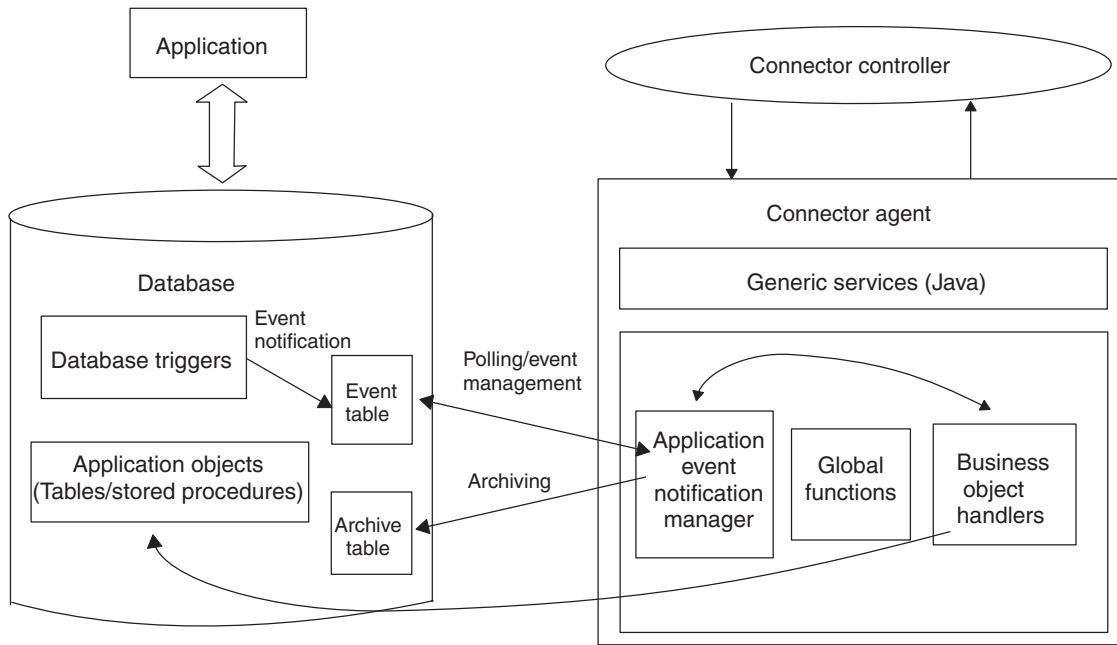 Application
Connector controller
Connector agent
Generic services (Java)
Database
Event
notification
Database triggers
Event
table
Polling/event
management
Application objects
(Tables/stored procedures)
Archiving
Archive
table
Application
event
notification
manager
Global
functions
Business
object
handlers